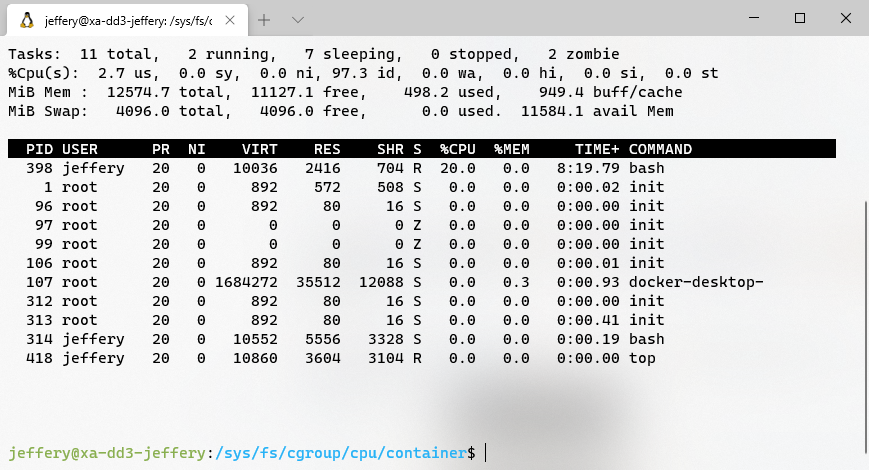 jeffery@xa-dd3-jeffery: /sys/fs/c
Tasks:  11 total,   2 running,   7 sleeping,   0 stopped,   2 zombie
%Cpu(s):  2.7 us,  0.0 sy,  0.0 ni, 97.3 id,  0.0 wa,  0.0 hi,  0.0 si,  0.0 st
MiB Mem :  12574.7 total,  11127.1 free,    498.2 used,    949.4 buff/cache
MiB Swap:   4096.0 total,   4096.0 free,      0.0 used.  11584.1 avail Mem
  PID USER      PR  NI    VIRT    RES    SHR S  %CPU  %MEM     TIME+ COMMAND
  398 jeffery   20   0   10036   2416    704 R  20.0   0.0   8:19.79 bash
    1 root      20   0     892    572    508 S   0.0   0.0   0:00.02 init
   96 root      20   0     892     80     16 S   0.0   0.0   0:00.00 init
   97 root      20   0       0      0      0 Z   0.0   0.0   0:00.00 init
   99 root      20   0       0      0      0 Z   0.0   0.0   0:00.00 init
  106 root      20   0     892     80     16 S   0.0   0.0   0:00.01 init
  107 root      20   0 1684272  35512  12088 S   0.0   0.3   0:00.93 docker-desktop-
  312 root      20   0     892     80     16 S   0.0   0.0   0:00.00 init
  313 root      20   0     892     80     16 S   0.0   0.0   0:00.41 init
  314 jeffery   20   0   10552   5556   3328 S   0.0   0.0   0:00.19 bash
  418 jeffery   20   0   10860   3604   3104 R   0.0   0.0   0:00.00 top
jeffery@xa-dd3-jeffery:/sys/fs/cgroup/cpu/container$